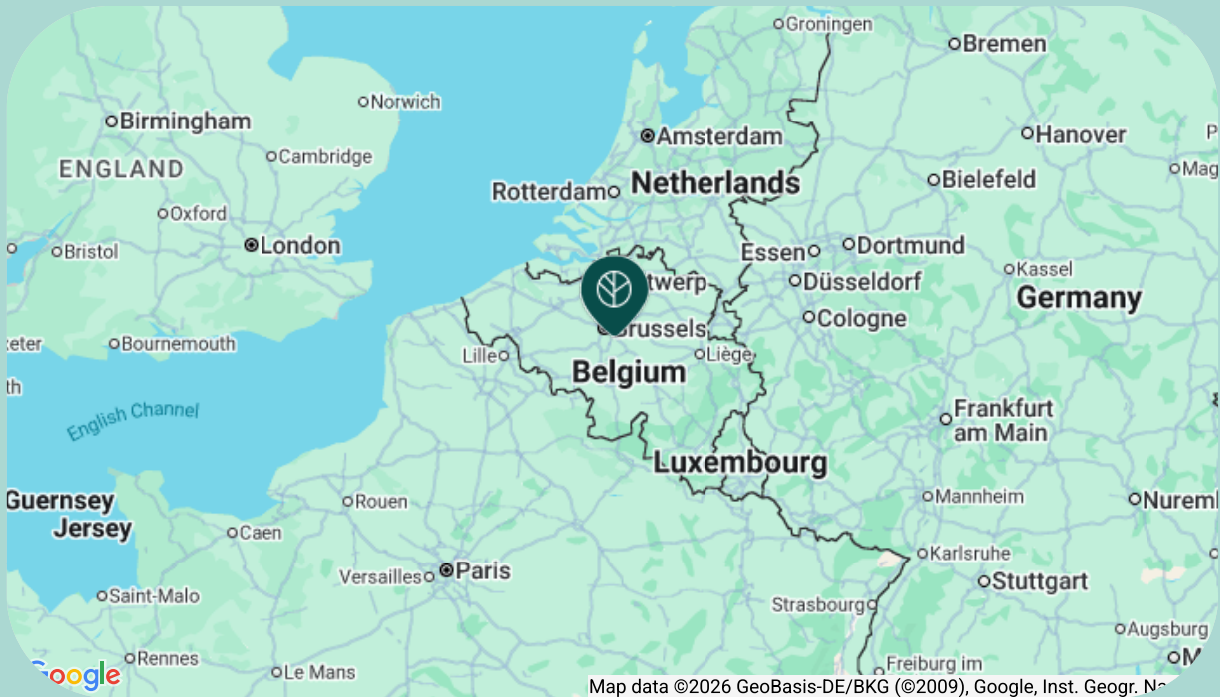 Groningen
Bremen
Norwich
Birmingham
Amsterdam
Hanover
Cambridge
ENGLAND
Netherlands
Mag
Bielefeld
Rotterdam
Oxford
London
Dortmund
Bristol
Essen
Kassel
twerp
Düsseldorf
Germany
Cologne
Brussels
Bournemouth
xeter
Lille
Liège
Belgium
th
English Channel
Frankfurt
am Main
Luxembourg
Guernsey
Mannheim
Nurem
Rouen
Jersey
Caen
Karlsruhe
Versailles
Paris
Stuttgart
Saint-Malo
Strasbourg
Augsburg
Rennes
M
Freiburg im
Le Mans
Google
Map data ©2026 GeoBasis-DE/BKG (©2009), Google, Inst. Geogr. Na